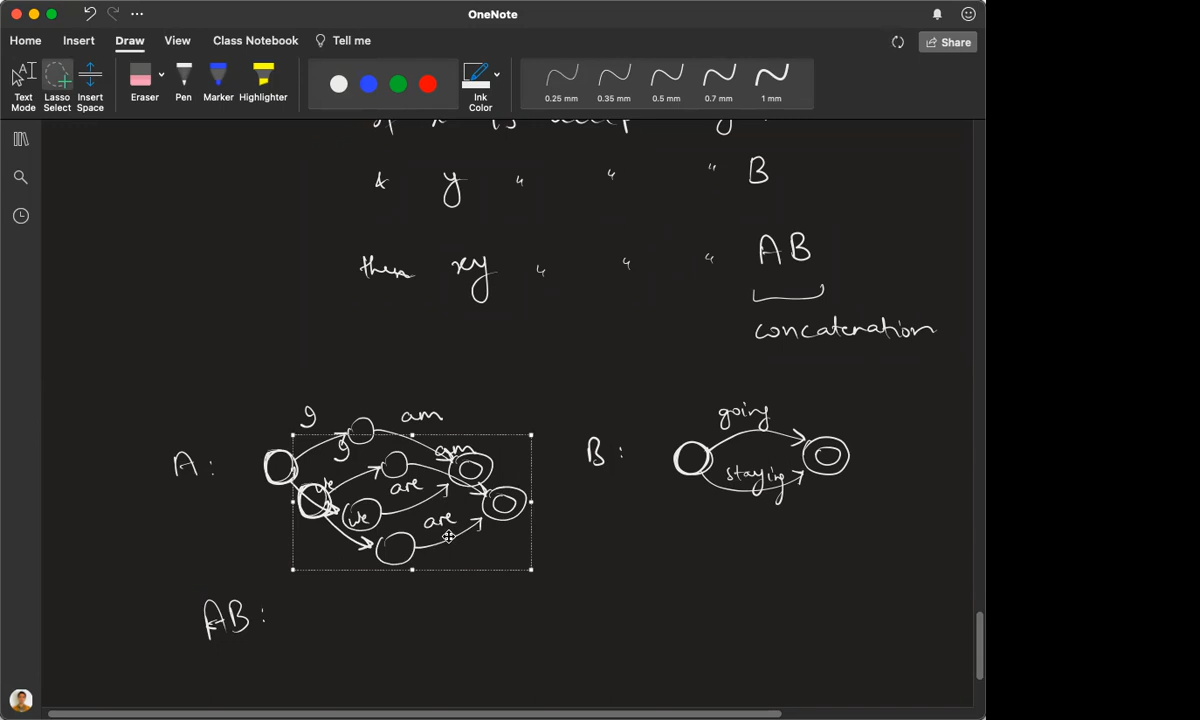 OneNote
Home Insert Draw View Class Notebook Tell me
Share
Text Mode
Lasso Select
Insert Space
Eraser
Pen
Marker
Highlighter
Ink Color
0.25 mm 0.35 mm 0.5 mm 0.7 mm 1 mm
& y " " " B
then xy " " " AB
concatenation
I am going
I am
A : B :
we are staying
we are
AB :